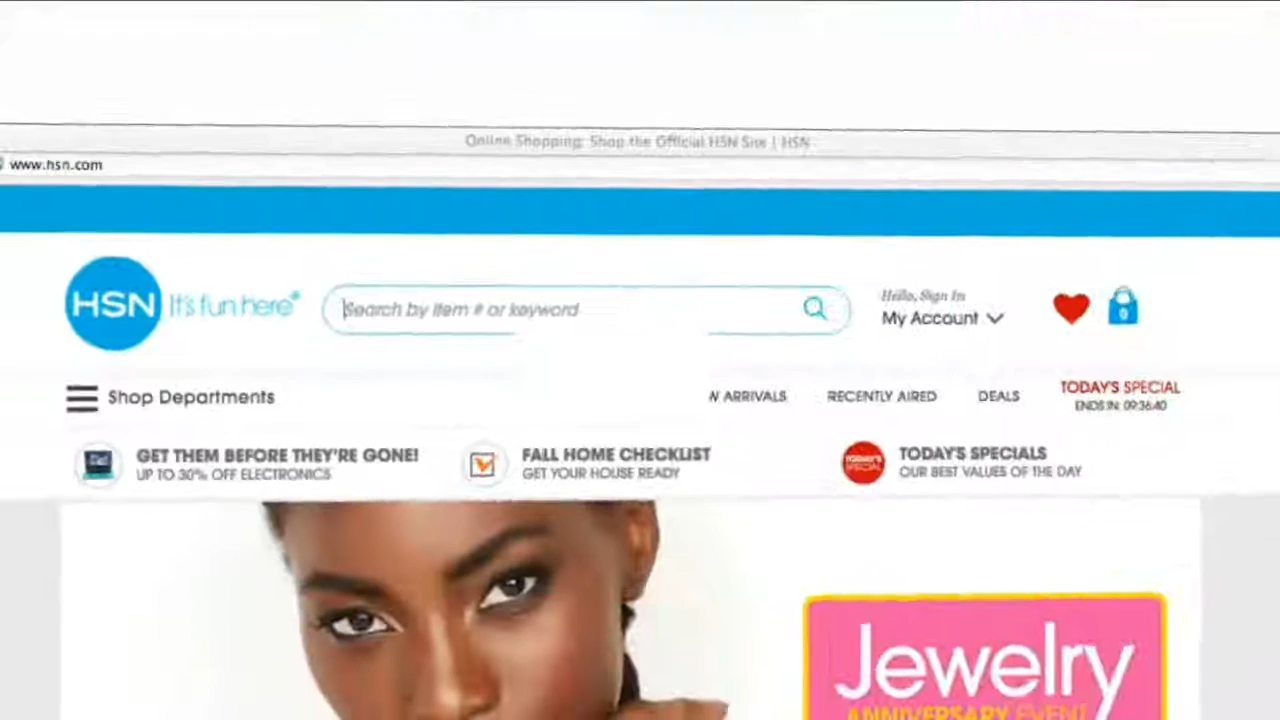 Online Shopping: Shop the Official HSN Site | HSN
www.hsn.com
HSN It's fun here®
Search by item # or keyword
Hello, Sign In
My Account
0
Shop Departments
W ARRIVALS
RECENTLY AIRED
DEALS
TODAY'S SPECIAL
ENDS IN: 09:36:40
GET THEM BEFORE THEY'RE GONE!
UP TO 30% OFF ELECTRONICS
FALL HOME CHECKLIST
GET YOUR HOUSE READY
TODAY'S SPECIAL
TODAY'S SPECIALS
OUR BEST VALUES OF THE DAY
Jewelry
ANNIVERSARY EVENT